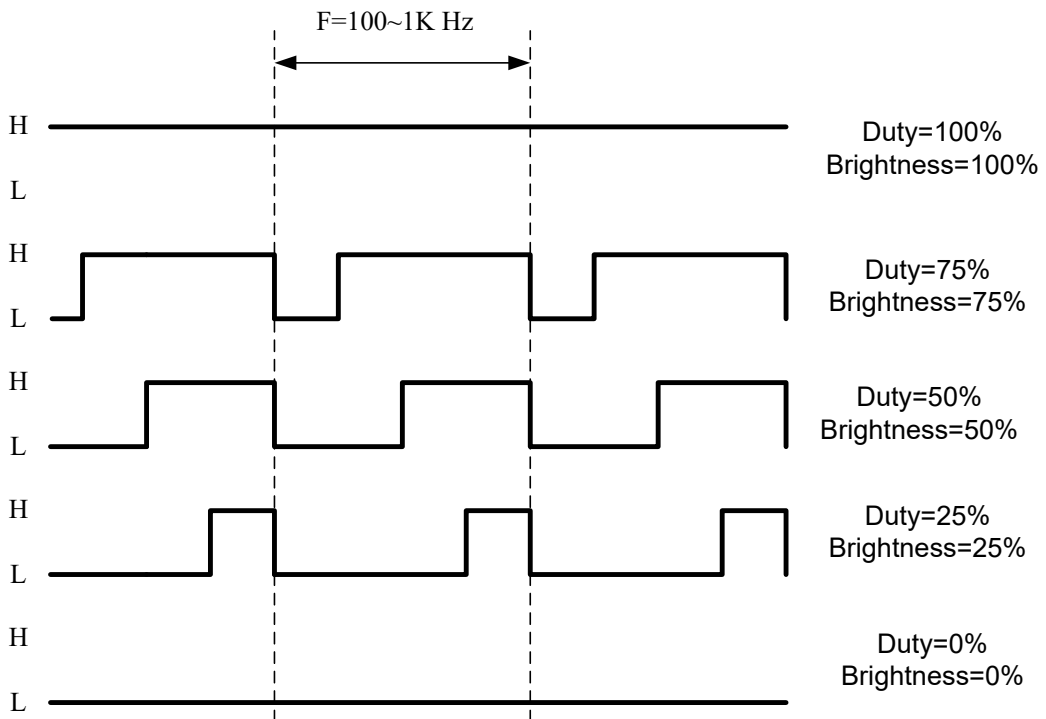 F=100~1K Hz
H
Duty=100%
Brightness=100%
L
H
Duty=75%
Brightness=75%
L
H
Duty=50%
Brightness=50%
L
H
Duty=25%
Brightness=25%
L
H
Duty=0%
Brightness=0%
L